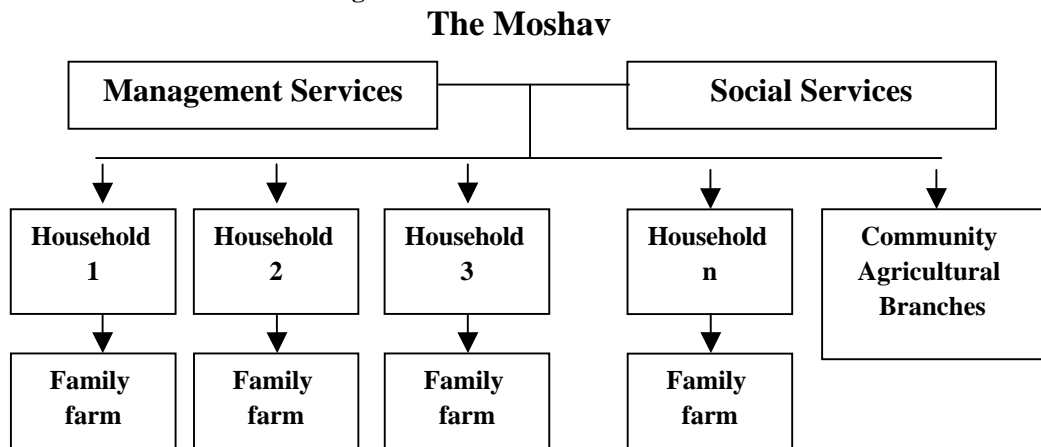 The Moshav
Management Services
Social Services
Household
1
Household
2
Household
3
Household
n
Community
Agricultural
Branches
Family
farm
Family
farm
Family
farm
Family
farm